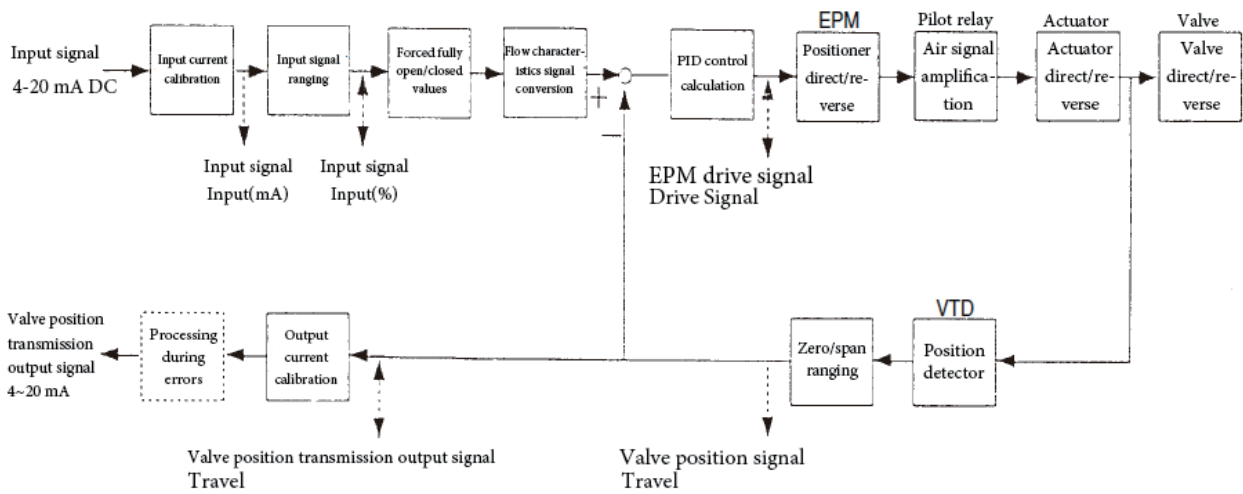 EPM
Pilot relay
Actuator
Valve
Input signal
4-20 mA DC
Input current
calibration
Input signal
ranging
Forced fully
open/closed
values
Flow character-
istics signal
conversion
+
−
PID control
calculation
Positioner
direct/re-
verse
Air signal
amplifica-
tion
Actuator
direct/re-
verse
Valve
direct/re-
verse
Input signal
Input(mA)
Input signal
Input(%)
EPM drive signal
Drive Signal
Valve position
transmission
output signal
4~20 mA
Processing
during
errors
Output
current
calibration
Zero/span
ranging
VTD
Position
detector
Valve position transmission output signal
Travel
Valve position signal
Travel